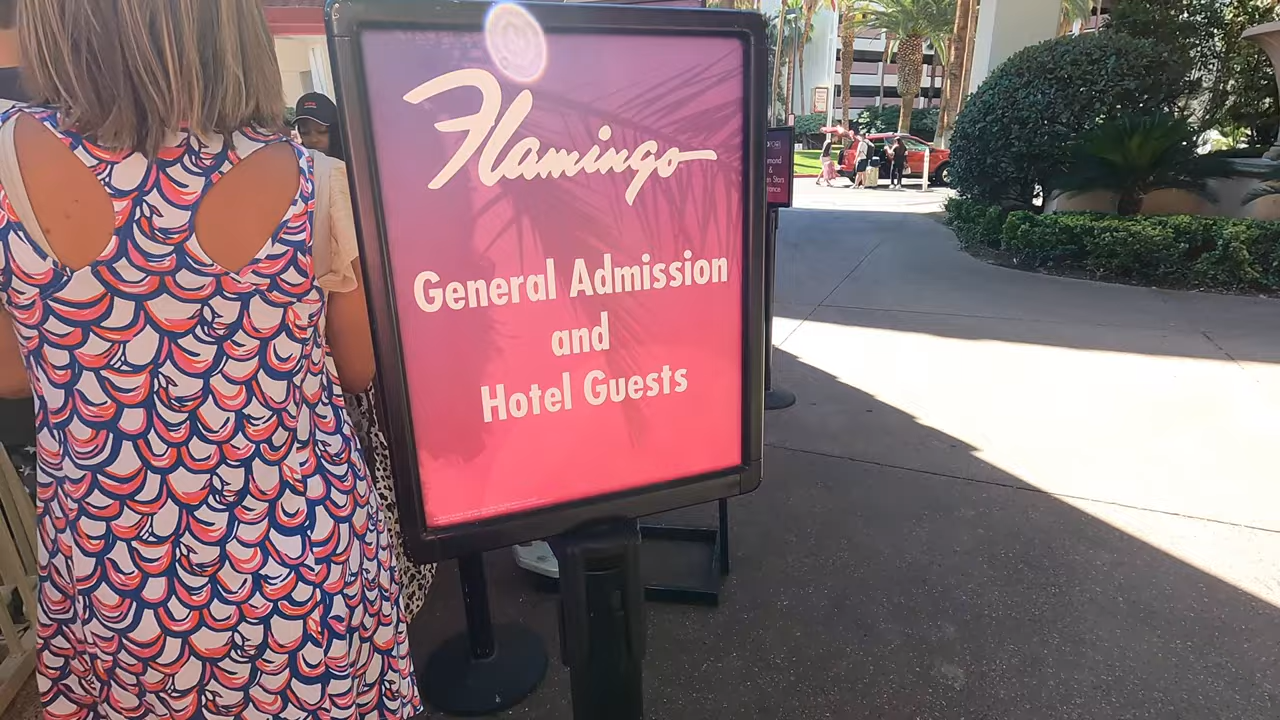 Flamingo
General Admission
and
Hotel Guests
&